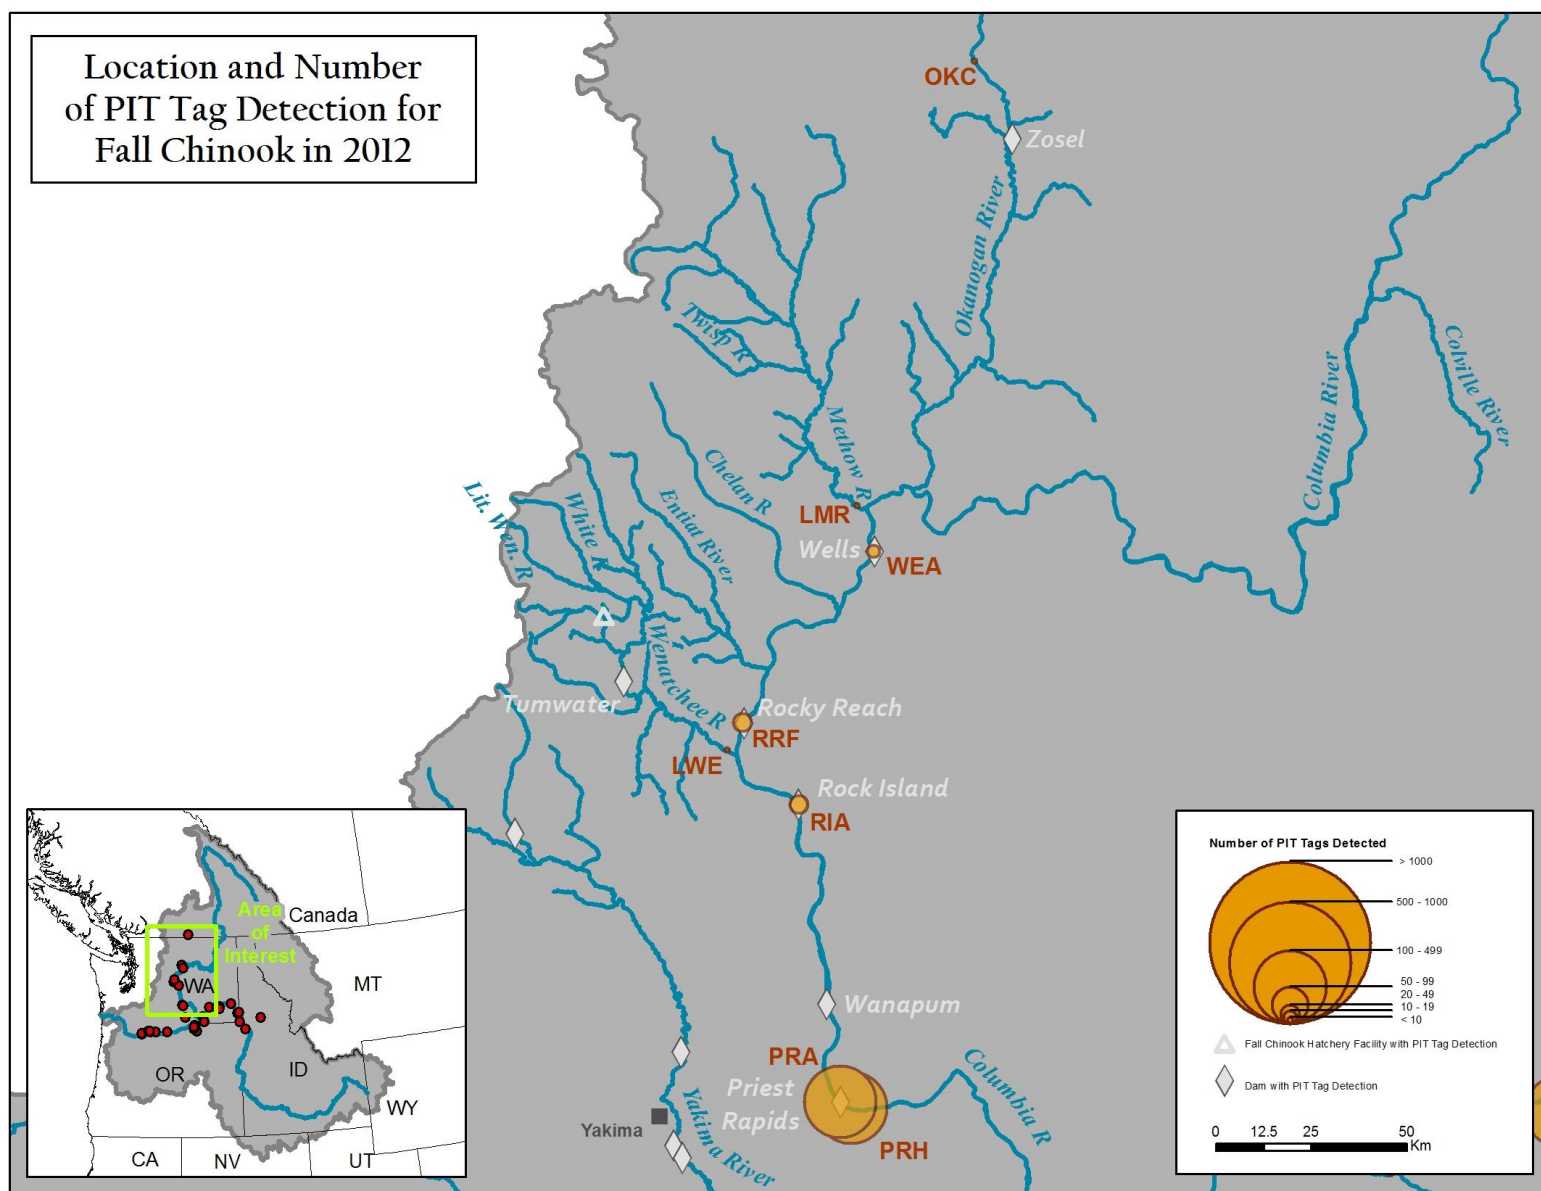 Location and Number
of PIT Tag Detection for
Fall Chinook in 2012
OKC
Zosel
Okanogan River
Twisp R
Columbia River
Colville River
Methow R
Chelan R
Entiat River
White R
Lit. Wen. R
LMR
Wells
WEA
Wenatchee R
Tumwater
Rocky Reach
RRF
LWE
Rock Island
RIA
Wanapum
PRA
Priest
Rapids
PRH
Columbia R
Yakima
Yakima River
Canada
Area
of
Interest
WA
MT
OR
ID
WY
CA
NV
UT
Number of PIT Tags Detected
> 1000
500 - 1000
100 - 499
50 - 99
20 - 49
10 - 19
< 10
Fall Chinook Hatchery Facility with PIT Tag Detection
Dam with PIT Tag Detection
0 12.5 25 50
Km